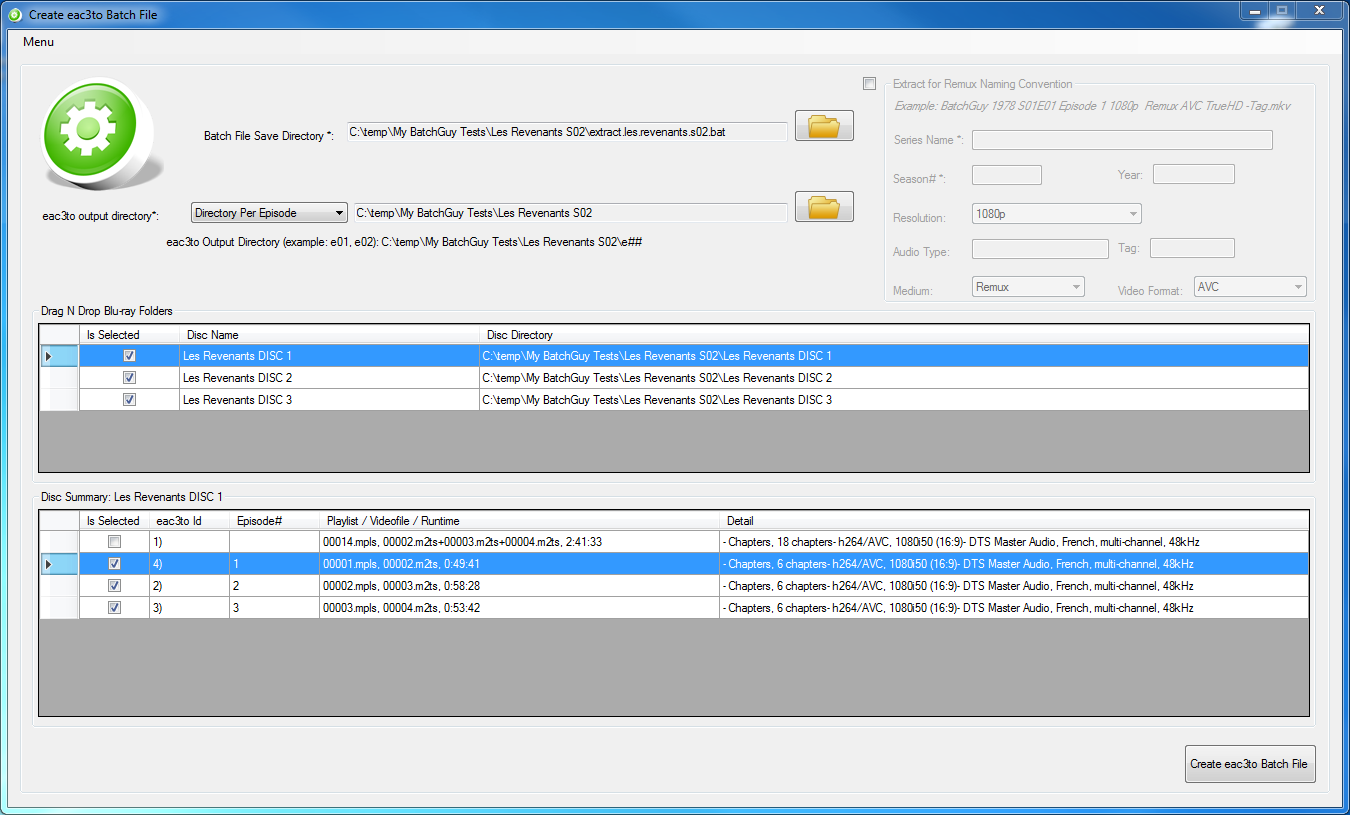 Create eac3to Batch File
Menu
Batch File Save Directory *: C:\temp\My BatchGuy Tests\Les Revenants S02\extract.les.revenants.s02.bat
eac3to output directory*: Directory Per Episode C:\temp\My BatchGuy Tests\Les Revenants S02
eac3to Output Directory (example: e01, e02): C:\temp\My BatchGuy Tests\Les Revenants S02\e##
Extract for Remux Naming Convention
Example: BatchGuy 1978 S01E01 Episode 1 1080p Remux AVC TrueHD -Tag.mkv
Series Name *:
Season# *: Year:
Resolution: 1080p
Audio Type: Tag:
Medium: Remux Video Format: AVC
Drag N Drop Blu-ray Folders
Is Selected Disc Name Disc Directory
Les Revenants DISC 1 C:\temp\My BatchGuy Tests\Les Revenants S02\Les Revenants DISC 1
Les Revenants DISC 2 C:\temp\My BatchGuy Tests\Les Revenants S02\Les Revenants DISC 2
Les Revenants DISC 3 C:\temp\My BatchGuy Tests\Les Revenants S02\Les Revenants DISC 3
Disc Summary: Les Revenants DISC 1
Is Selected eac3to Id Episode# Playlist / Videofile / Runtime Detail
1) 00014.mpls, 00002.m2ts+00003.m2ts+00004.m2ts, 2:41:33 - Chapters, 18 chapters- h264/AVC, 1080i50 (16:9)- DTS Master Audio, French, multi-channel, 48kHz
4) 1 00001.mpls, 00002.m2ts, 0:49:41 - Chapters, 6 chapters- h264/AVC, 1080i50 (16:9)- DTS Master Audio, French, multi-channel, 48kHz
2) 2 00002.mpls, 00003.m2ts, 0:58:28 - Chapters, 6 chapters- h264/AVC, 1080i50 (16:9)- DTS Master Audio, French, multi-channel, 48kHz
3) 3 00003.mpls, 00004.m2ts, 0:53:42 - Chapters, 6 chapters- h264/AVC, 1080i50 (16:9)- DTS Master Audio, French, multi-channel, 48kHz
Create eac3to Batch File